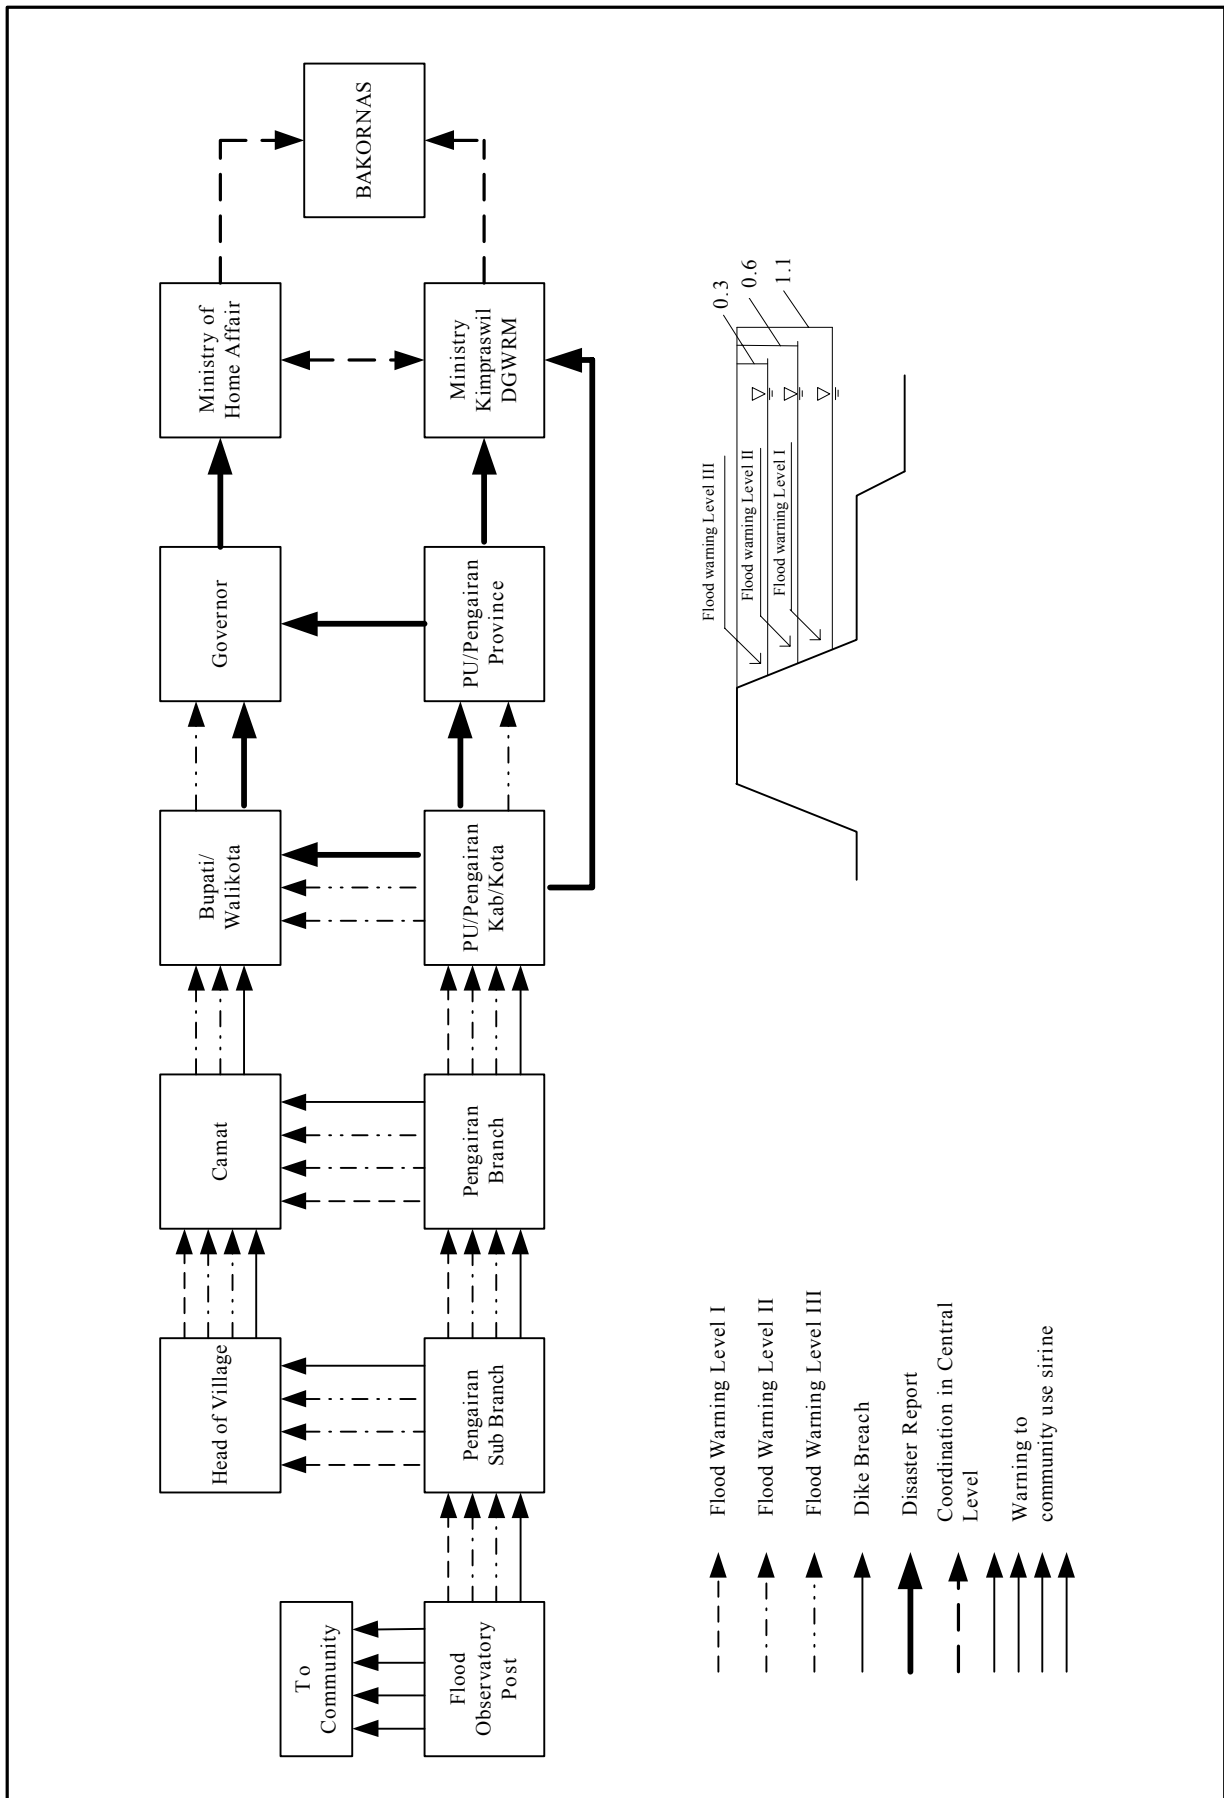 To
Community
Flood
Observatory
Post
Head of Village
Pengairan
Sub Branch
Camat
Pengairan
Branch
Bupati/
Walikota
PU/Pengairan
Kab/Kota
Governor
PU/Pengairan
Province
Ministry of
Home Affair
Ministry
Kimpraswil
DGWRM
BAKORNAS
Flood Warning Level I
Flood Warning Level II
Flood Warning Level III
Dike Breach
Disaster Report
Coordination in Central
Level
Warning to
community use sirine
Flood warning Level III
Flood warning Level II
Flood warning Level I
0.3
0.6
1.1